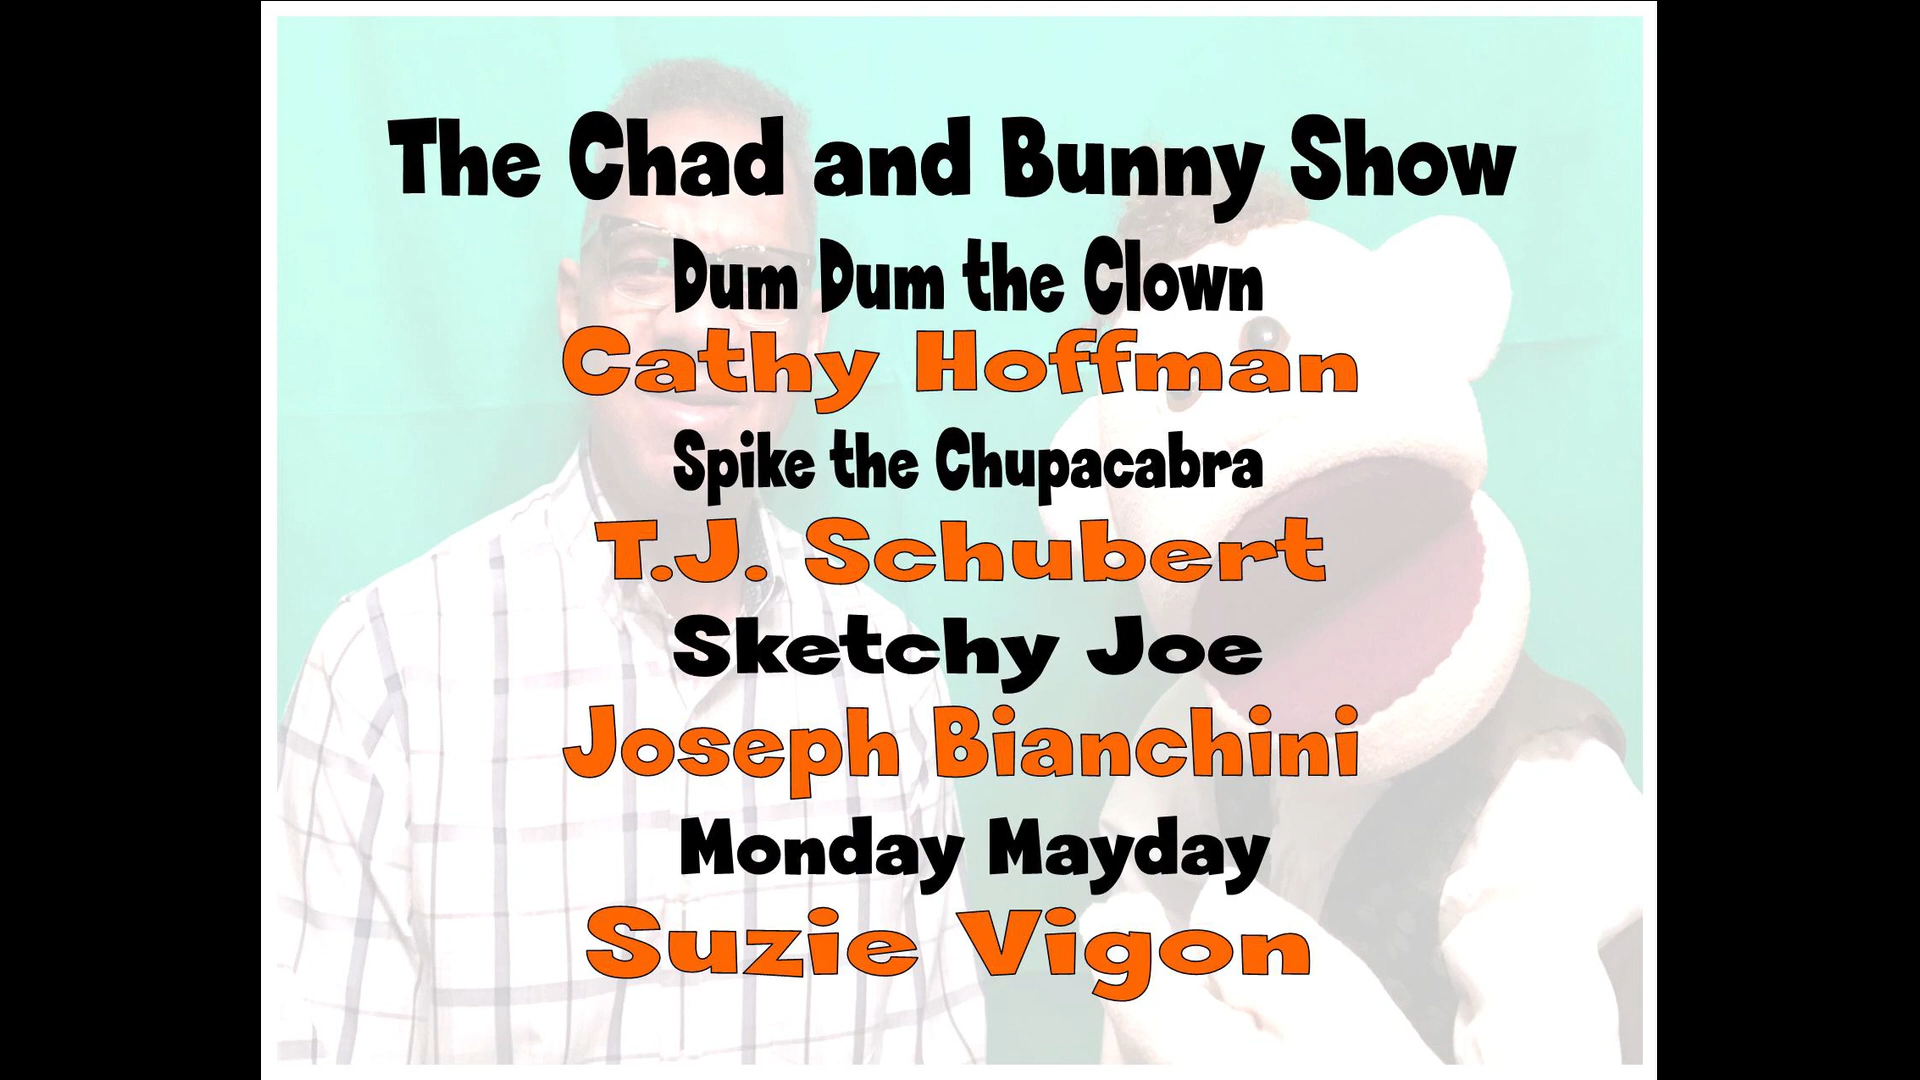 The Chad and Bunny Show
Dum Dum the Clown
Cathy Hoffman
Spike the Chupacabra
T.J. Schubert
Sketchy Joe
Joseph Bianchini
Monday Mayday
Suzie Vigon